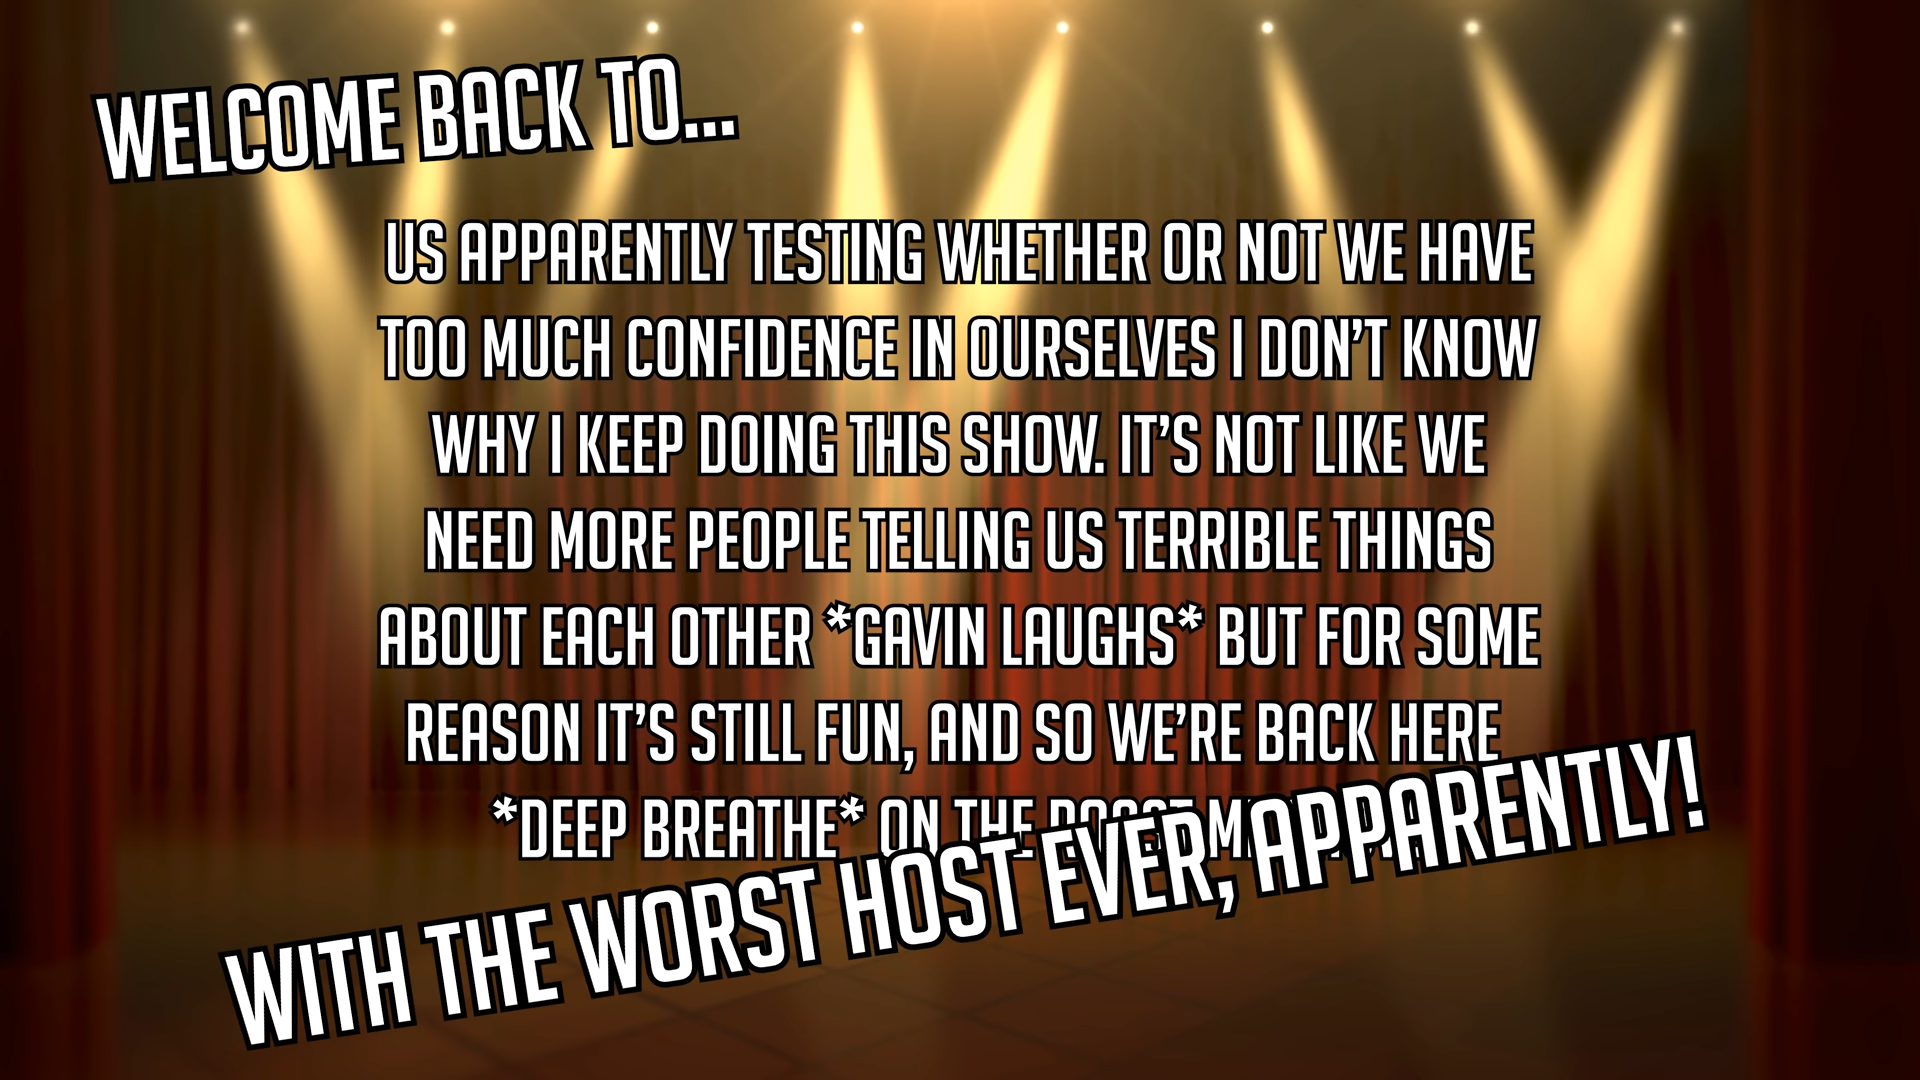 WELCOME BACK TO...
US APPARENTLY TESTING WHETHER OR NOT WE HAVE
TOO MUCH CONFIDENCE IN OURSELVES I DON'T KNOW
WHY I KEEP DOING THIS SHOW. IT'S NOT LIKE WE
NEED MORE PEOPLE TELLING US TERRIBLE THINGS
ABOUT EACH OTHER *GAVIN LAUGHS* BUT FOR SOME
REASON IT'S STILL FUN, AND SO WE'RE BACK HERE
*DEEP BREATHE* ON THE
WITH THE WORST HOST EVER, APPARENTLY!